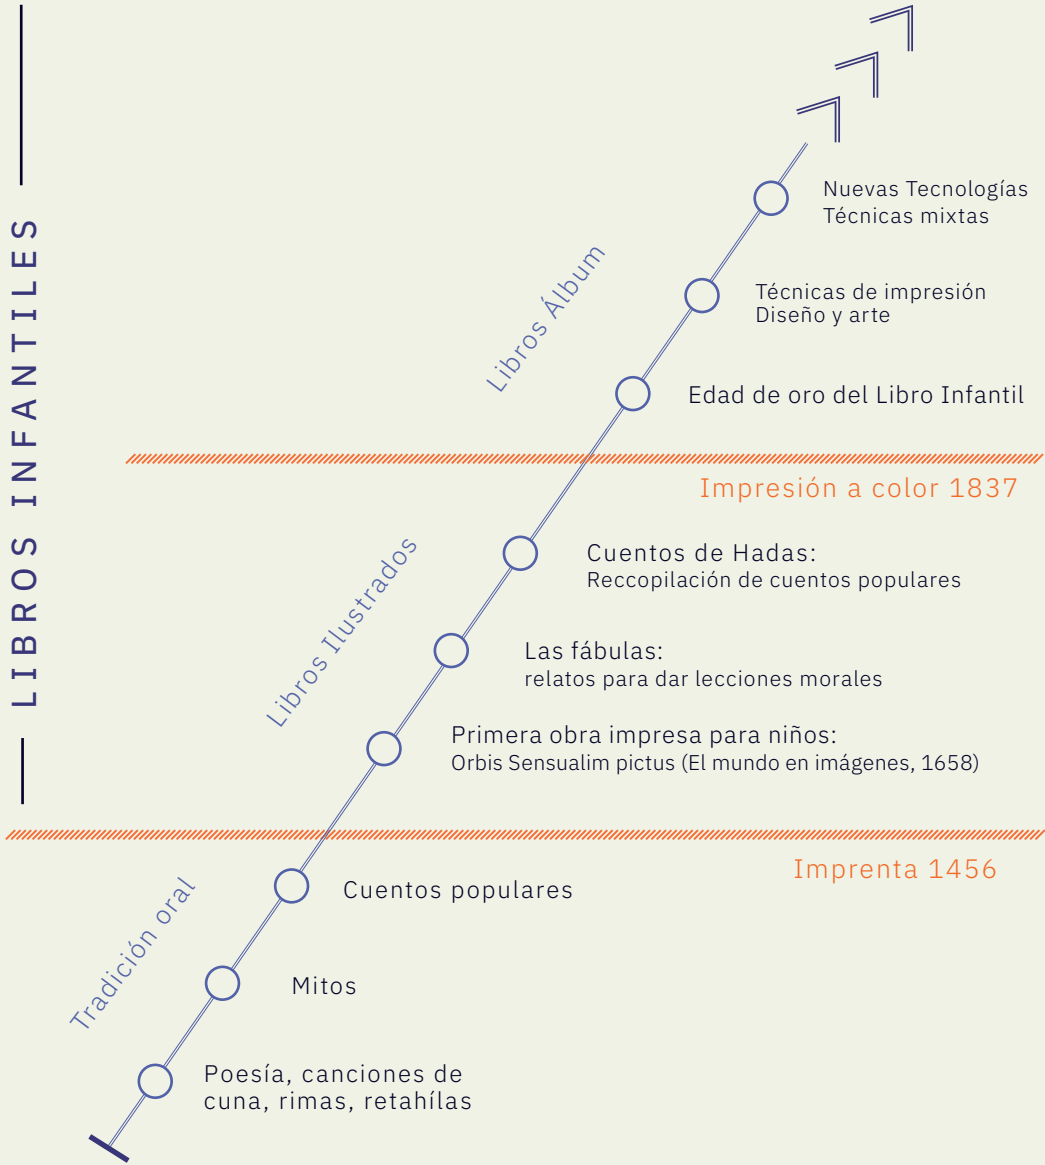 LIBROS INFANTILES
Nuevas Tecnologías
Técnicas mixtas
Libros Álbum
Técnicas de impresión
Diseño y arte
Edad de oro del Libro Infantil
Impresión a color 1837
Libros Ilustrados
Cuentos de Hadas:
Reccopilación de cuentos populares
Las fábulas:
relatos para dar lecciones morales
Primera obra impresa para niños:
Orbis Sensualim pictus (El mundo en imágenes, 1658)
Imprenta 1456
Tradición oral
Cuentos populares
Mitos
Poesía, canciones de
cuna, rimas, retahílas